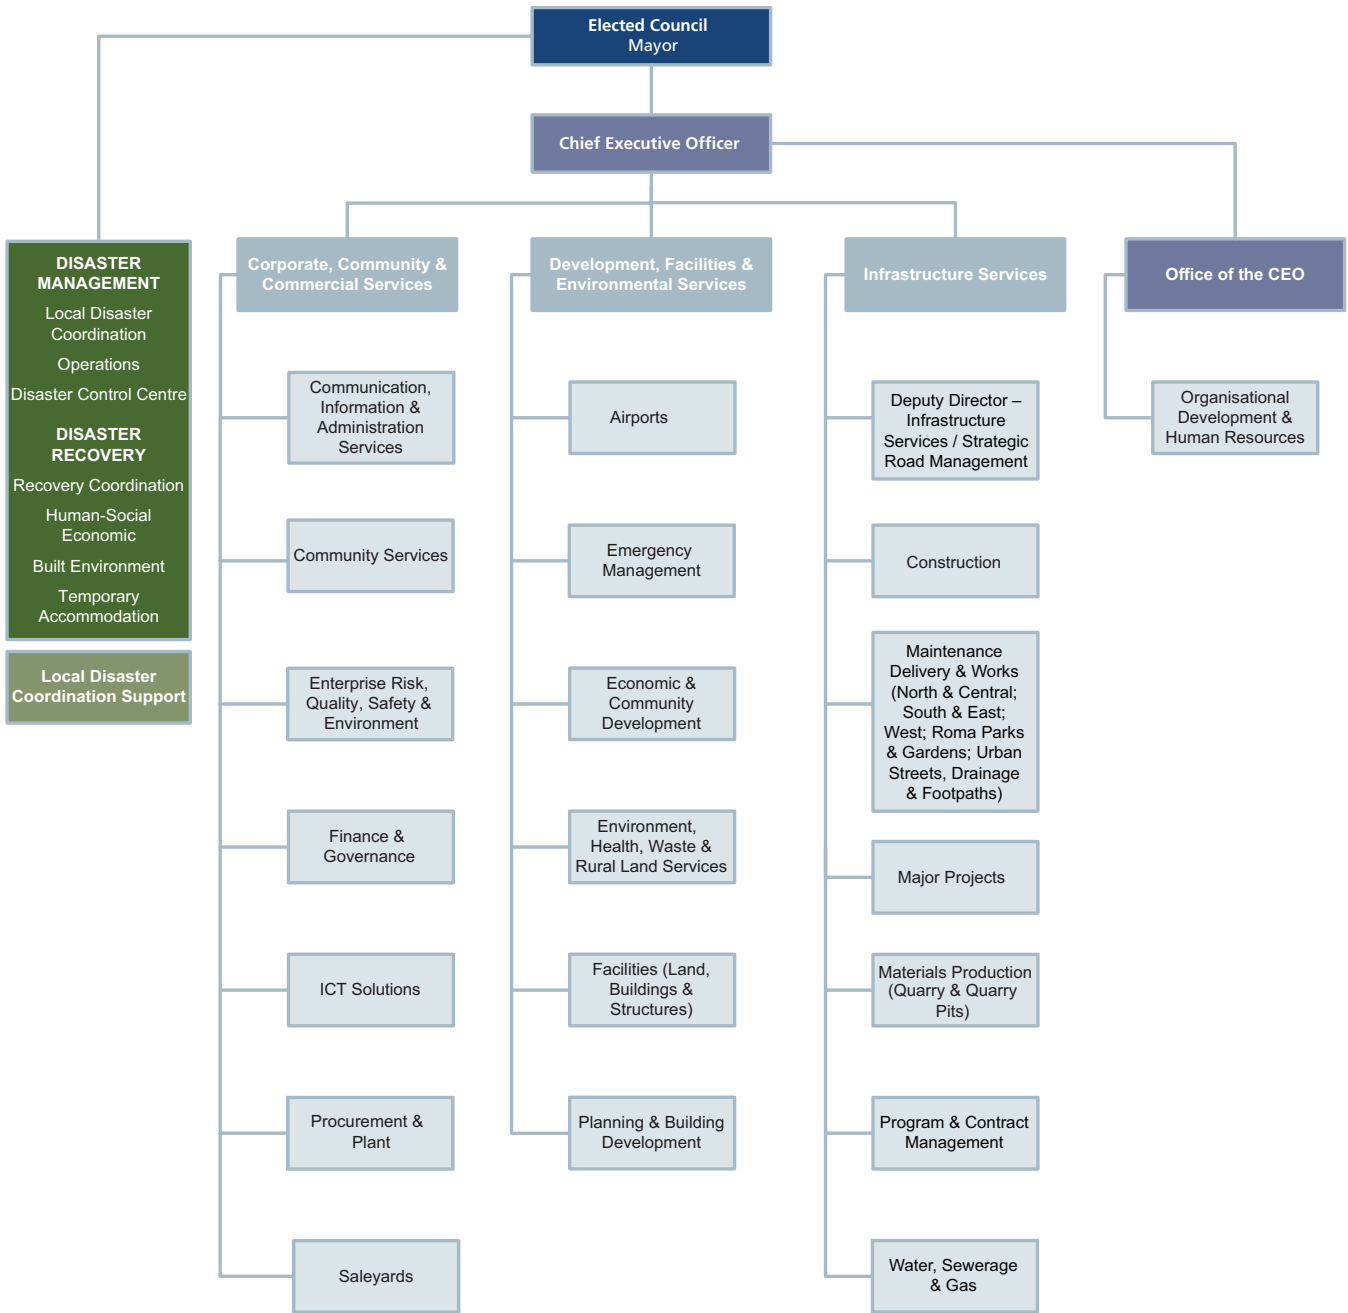 Elected Council
Mayor
Chief Executive Officer
DISASTER
MANAGEMENT
Local Disaster
Coordination
Operations
Disaster Control Centre
DISASTER
RECOVERY
Recovery Coordination
Human-Social
Economic
Built Environment
Temporary
Accommodation
Local Disaster
Coordination Support
Corporate, Community &
Commercial Services
Communication,
Information &
Administration
Services
Community Services
Enterprise Risk,
Quality, Safety &
Environment
Finance &
Governance
ICT Solutions
Procurement &
Plant
Saleyards
Development, Facilities &
Environmental Services
Airports
Emergency
Management
Economic &
Community
Development
Environment,
Health, Waste &
Rural Land Services
Facilities (Land,
Buildings &
Structures)
Planning & Building
Development
Infrastructure Services
Deputy Director –
Infrastructure
Services / Strategic
Road Management
Construction
Maintenance
Delivery & Works
(North & Central;
South & East;
West; Roma Parks
& Gardens; Urban
Streets, Drainage
& Footpaths)
Major Projects
Materials Production
(Quarry & Quarry
Pits)
Program & Contract
Management
Water, Sewerage
& Gas
Office of the CEO
Organisational
Development &
Human Resources